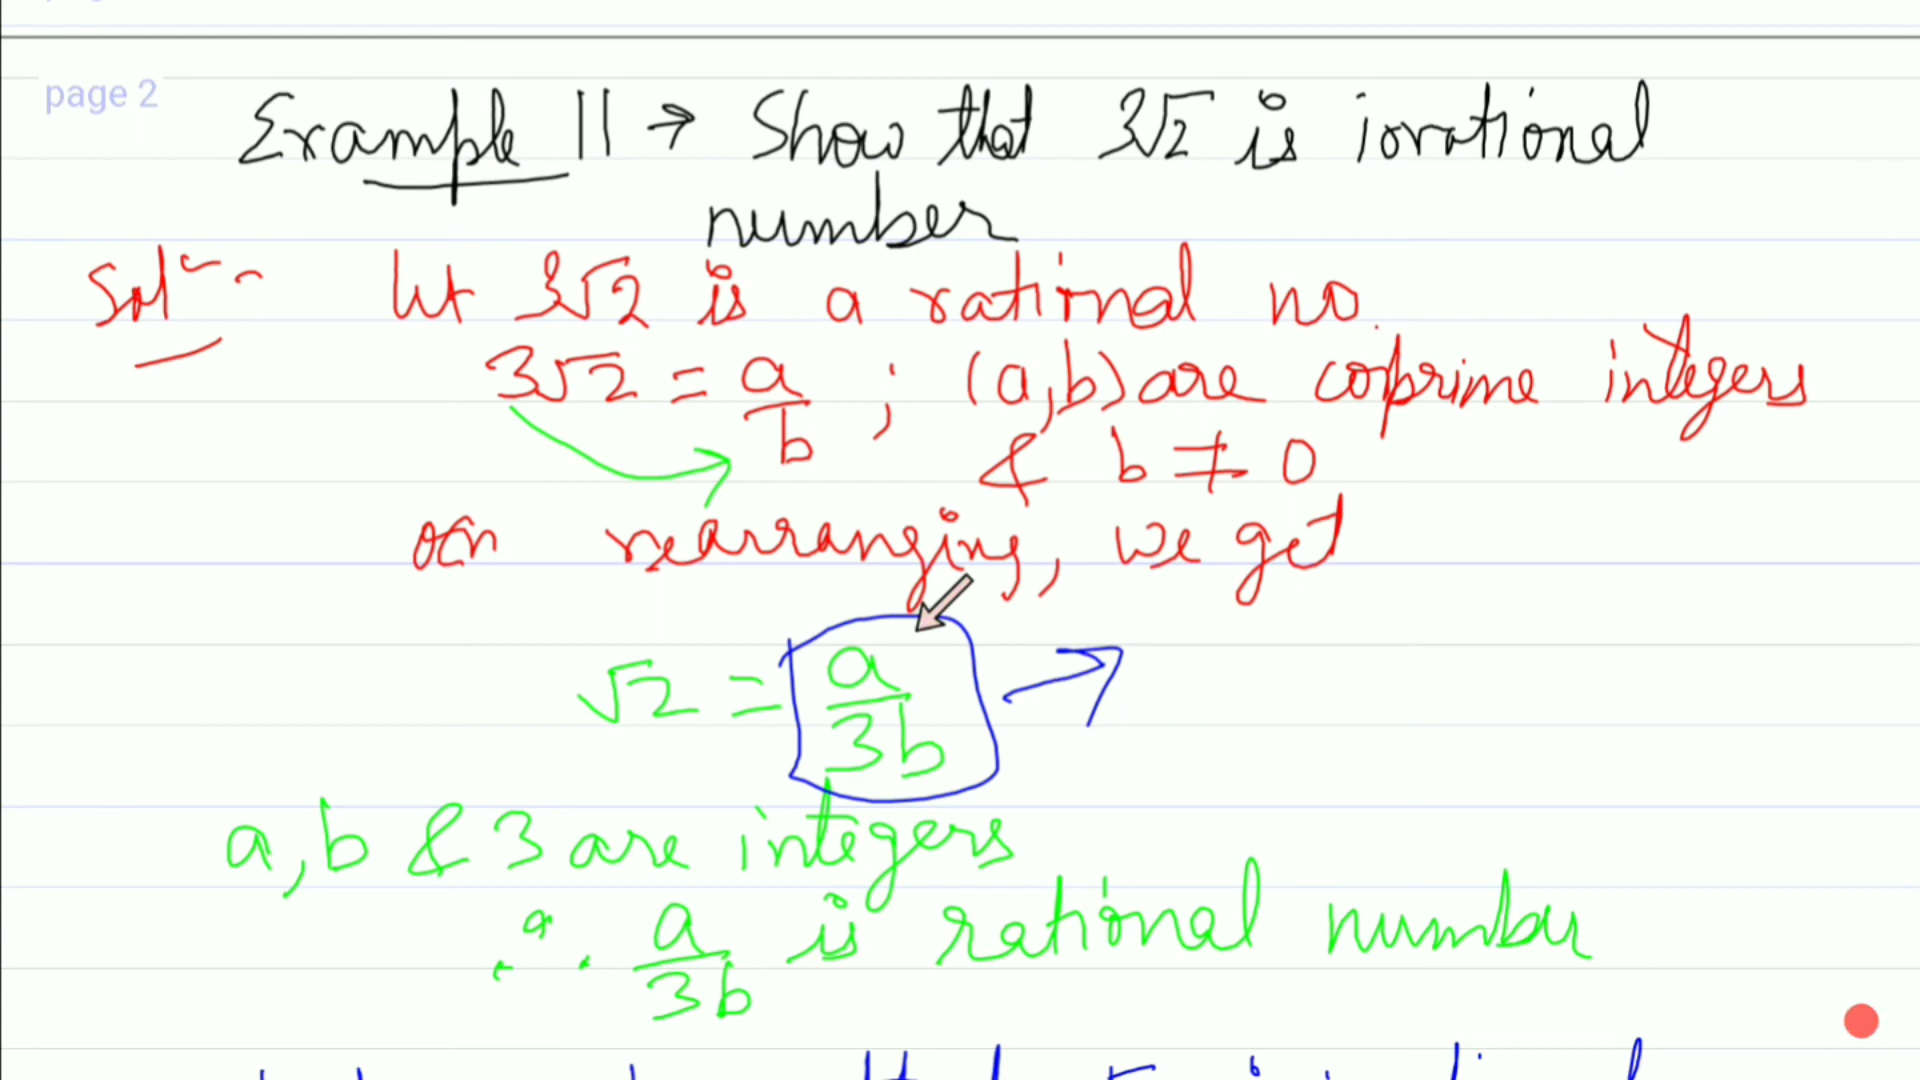 page 2
Example 11 → Show that 3√2 is irrational
number
Sol :- let 3√2 is a rational no.
3√2 = a/b ; (a,b) are coprime integers
& b ≠ 0
on rearranging, we get
√2 = a/3b
a, b & 3 are integers
∴ a/3b is rational number